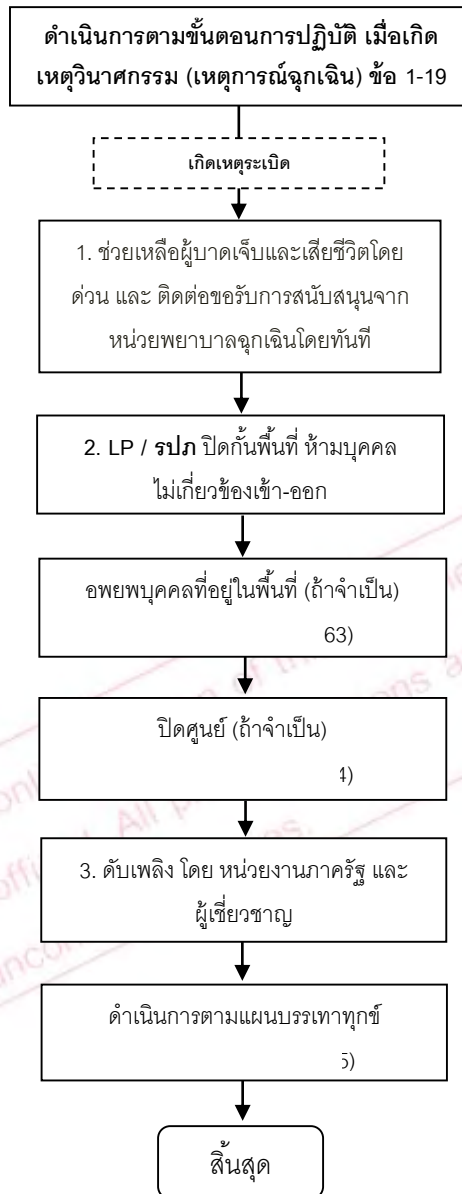 ดำเนินการตามขั้นตอนการปฏิบัติ เมื่อเกิด
เหตุวินาศกรรม (เหตุการณ์ฉุกเฉิน) ข้อ 1-19
เกิดเหตุระเบิด
1. ช่วยเหลือผู้บาดเจ็บและเสียชีวิตโดย
ด่วน และ ติดต่อขอรับการสนับสนุนจาก
หน่วยพยาบาลฉุกเฉินโดยทันที
2. LP / รปภ ปิดกั้นพื้นที่ ห้ามบุคคล
ไม่เกี่ยวข้องเข้า-ออก
อพยพบุคคลที่อยู่ในพื้นที่ (ถ้าจำเป็น)
63)
ปิดศูนย์ (ถ้าจำเป็น)
4)
3. ดับเพลิง โดย หน่วยงานภาครัฐ และ
ผู้เชี่ยวชาญ
ดำเนินการตามแผนบรรเทาทุกข์
5)
สิ้นสุด